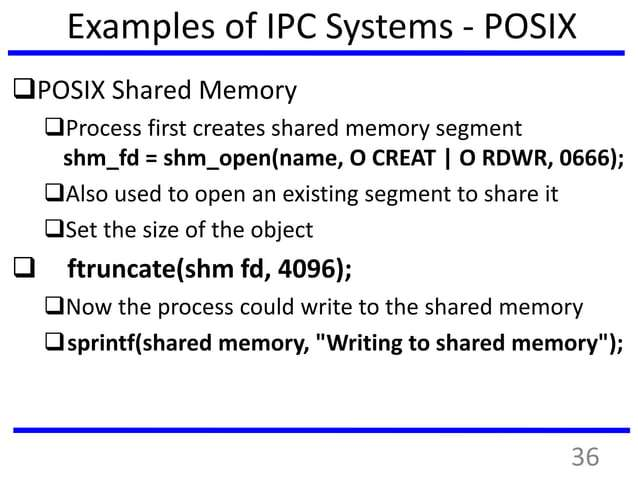 Examples of IPC Systems - POSIX
❑POSIX Shared Memory
❑Process first creates shared memory segment
shm_fd = shm_open(name, O CREAT | O RDWR, 0666);
❑Also used to open an existing segment to share it
❑Set the size of the object
❑ ftruncate(shm fd, 4096);
❑Now the process could write to the shared memory
❑sprintf(shared memory, "Writing to shared memory");
36